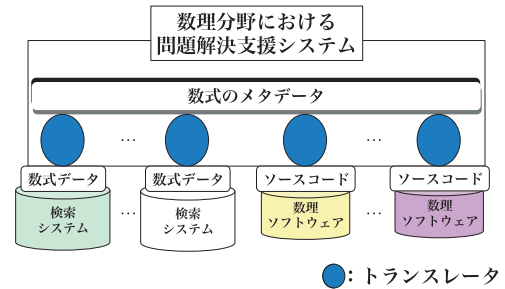 数理分野における
問題解決支援システム
数式のメタデータ
… …
数式データ 数式データ ソースコード ソースコード
検索
システム
…
検索
システム
数理
ソフトウェア
…
数理
ソフトウェア
：トランスレータ